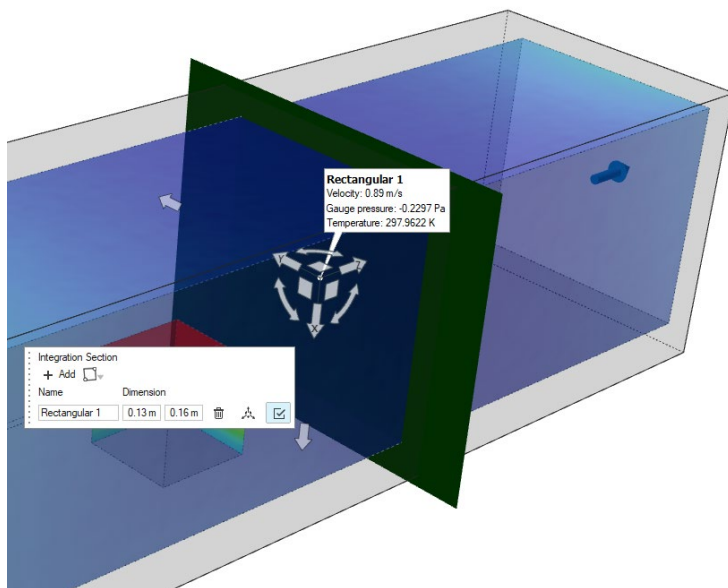 Rectangular 1
Velocity: 0.89 m/s
Gauge pressure: -0.2297 Pa
Temperature: 297.9622 K
Y
Z
X
Integration Section
+ Add
Name Dimension
Rectangular 1 0.13 m 0.16 m